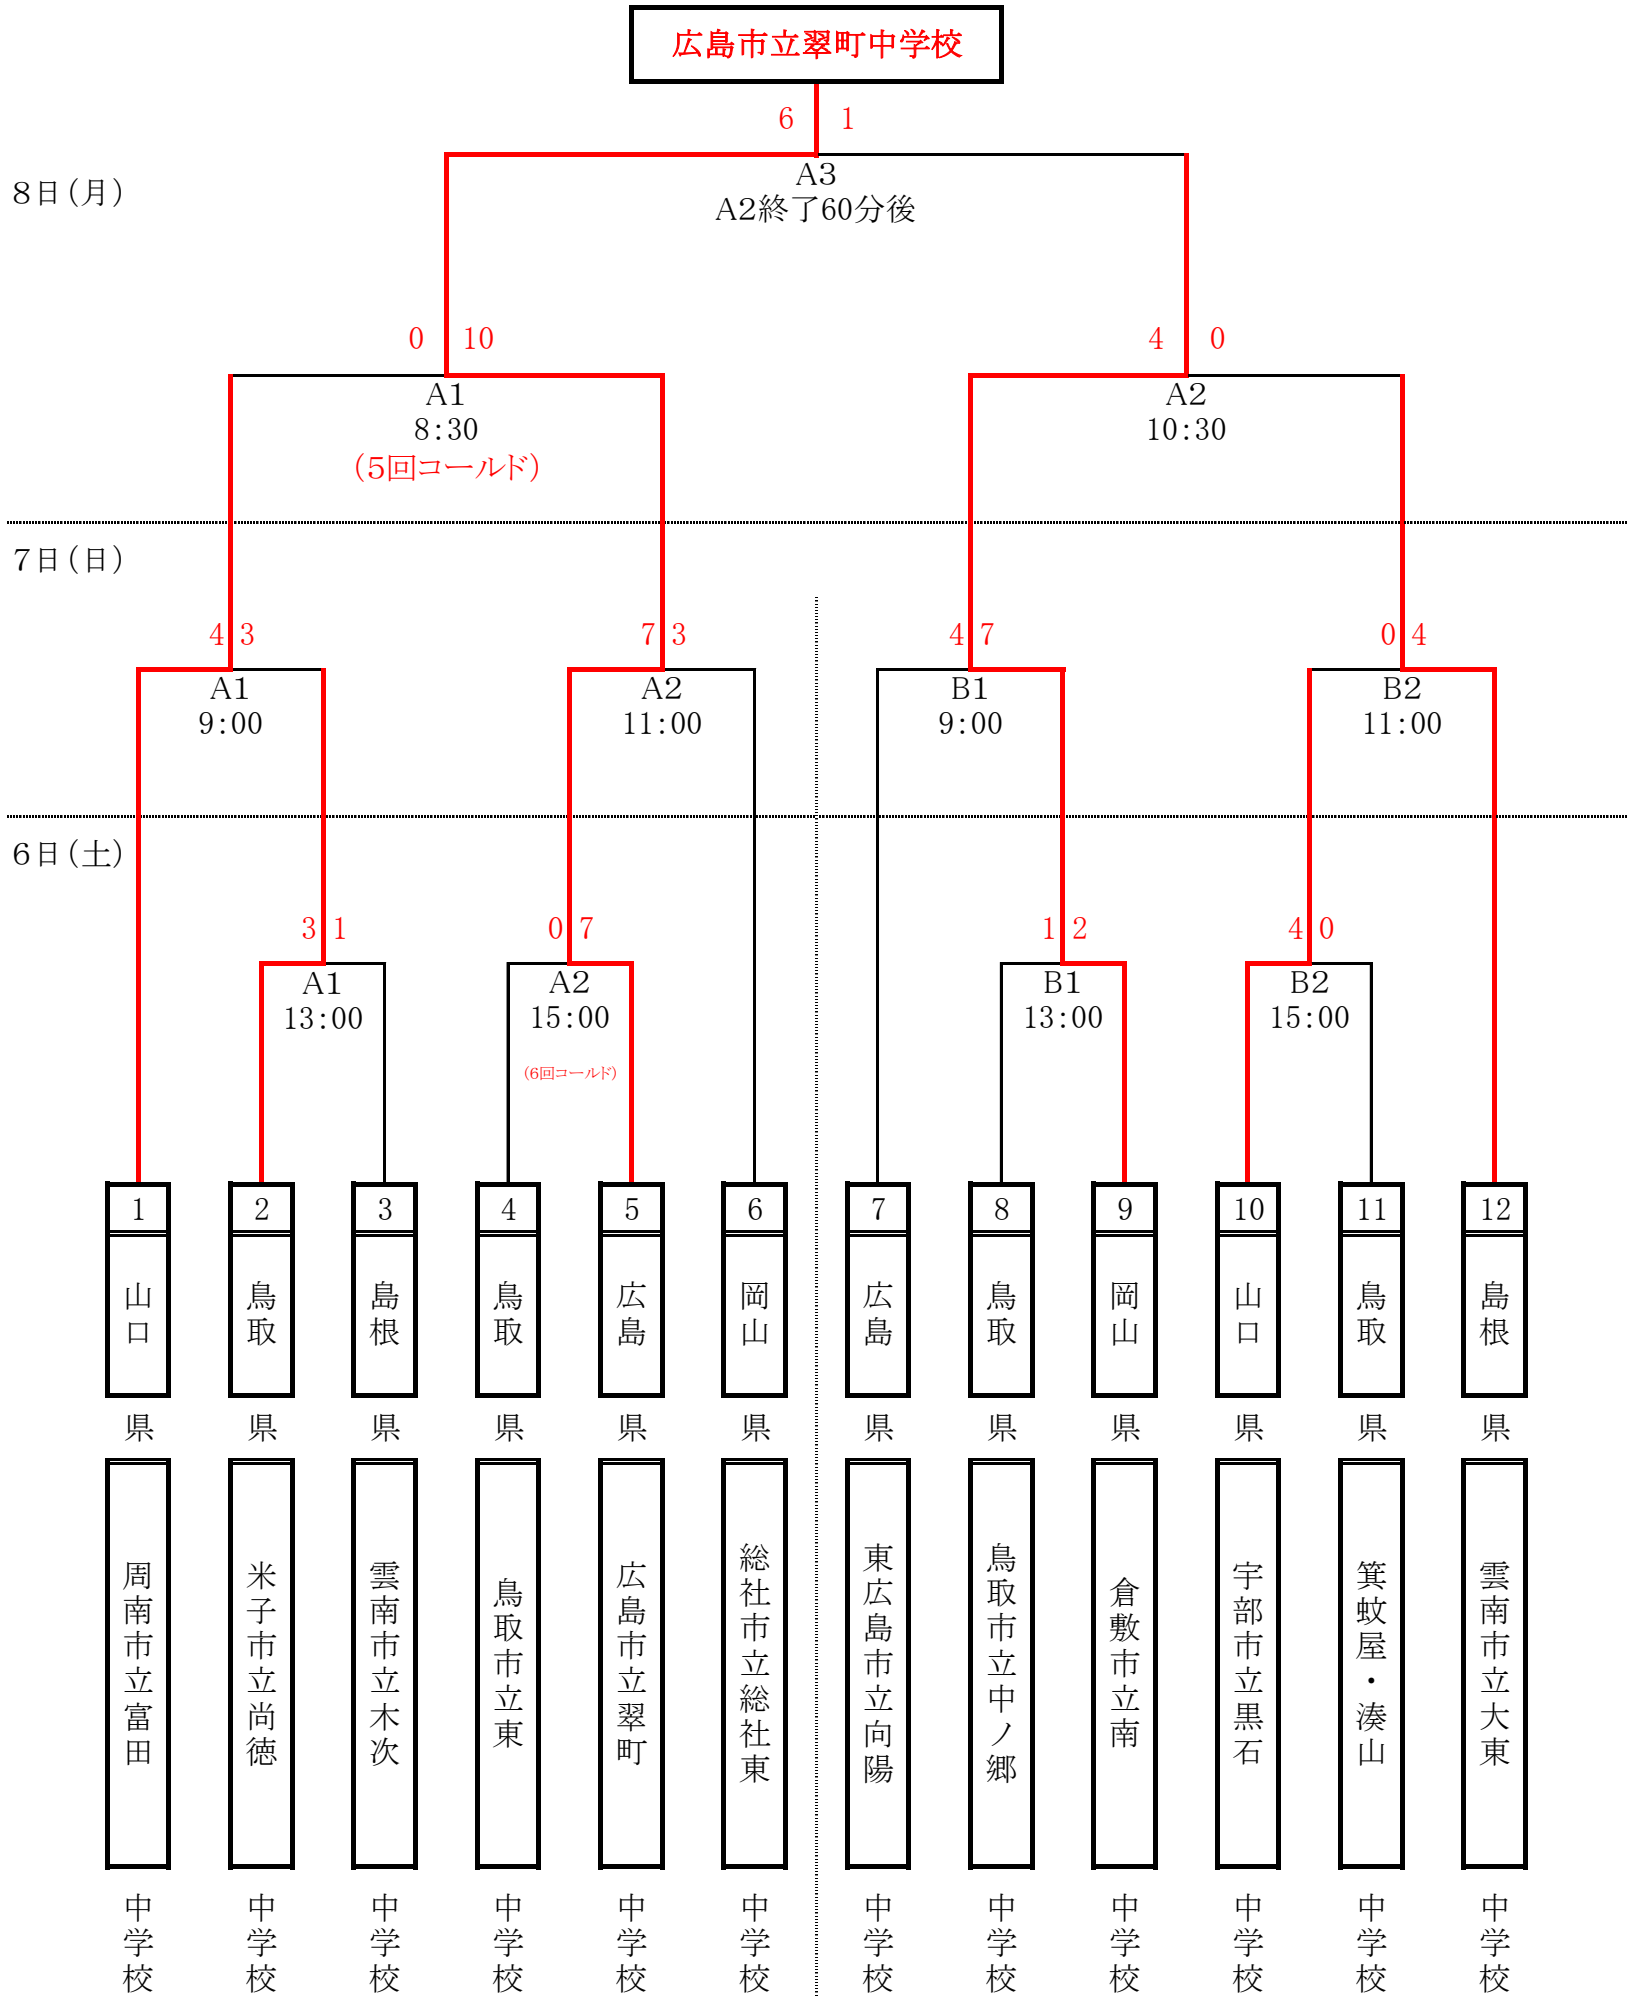 広島市立翠町中学校
6 1
A3
8日(月)
A2終了60分後
0 10
4 0
A1
8:30
(5回コールド)
A2
10:30
7日(日)
4 3
7 3
4 7
0 4
A1
9:00
A2
11:00
B1
9:00
B2
11:00
6日(土)
3 1
0 7
1 2
4 0
A1
13:00
A2
15:00
(6回コールド)
B1
13:00
B2
15:00
1
山口
県
周南市立富田
中学校
2
鳥取
県
米子市立尚徳
中学校
3
島根
県
雲南市立木次
中学校
4
鳥取
県
鳥取市立東
中学校
5
広島
県
広島市立翠町
中学校
6
岡山
県
総社市立総社東
中学校
7
広島
県
東広島市立向陽
中学校
8
鳥取
県
鳥取市立中ノ郷
中学校
9
岡山
県
倉敷市立南
中学校
10
山口
県
宇部市立黒石
中学校
11
鳥取
県
箕蚊屋・湊山
中学校
12
島根
県
雲南市立大東
中学校